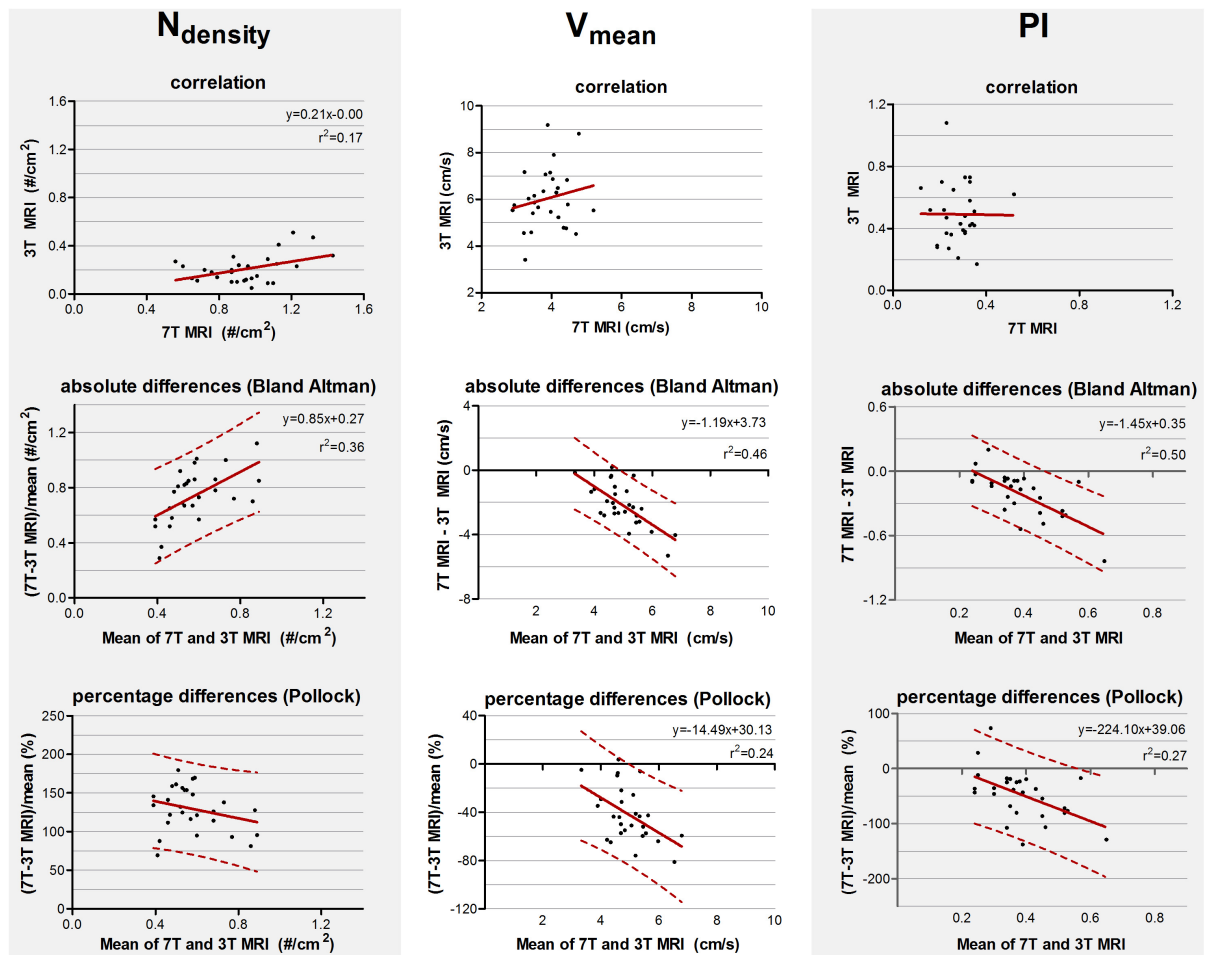 N_density
V_mean
PI
correlation
y=0.21x-0.00
r²=0.17
1.6
1.2
0.8
0.4
0.0
3T MRI (#/cm²)
0.0 0.4 0.8 1.2 1.6
7T MRI (#/cm²)
correlation
10
8
6
4
2
3T MRI (cm/s)
2 4 6 8 10
7T MRI (cm/s)
correlation
1.2
0.8
0.4
0.0
3T MRI
0.0 0.4 0.8 1.2
7T MRI
absolute differences (Bland Altman)
y=0.85x+0.27
r²=0.36
1.2
0.8
0.4
0.0
(7T-3T MRI)/mean (#/cm²)
0.0 0.4 0.8 1.2
Mean of 7T and 3T MRI (#/cm²)
absolute differences (Bland Altman)
y=-1.19x+3.73
r²=0.46
4
0
-4
-8
7T MRI - 3T MRI (cm/s)
2 4 6 8 10
Mean of 7T and 3T MRI (cm/s)
absolute differences (Bland Altman)
y=-1.45x+0.35
r²=0.50
0.6
0.0
-0.6
-1.2
7T MRI - 3T MRI
0.2 0.4 0.6 0.8
Mean of 7T and 3T MRI
percentage differences (Pollock)
250
200
150
100
50
0
(7T-3T MRI)/mean (%)
0.0 0.4 0.8 1.2
Mean of 7T and 3T MRI (#/cm²)
percentage differences (Pollock)
y=-14.49x+30.13
r²=0.24
40
0
-40
-80
-120
(7T-3T MRI)/mean (%)
2 4 6 8 10
Mean of 7T and 3T MRI (cm/s)
percentage differences (Pollock)
y=-224.10x+39.06
r²=0.27
100
0
-100
-200
(7T-3T MRI)/mean (%)
0.2 0.4 0.6 0.8
Mean of 7T and 3T MRI